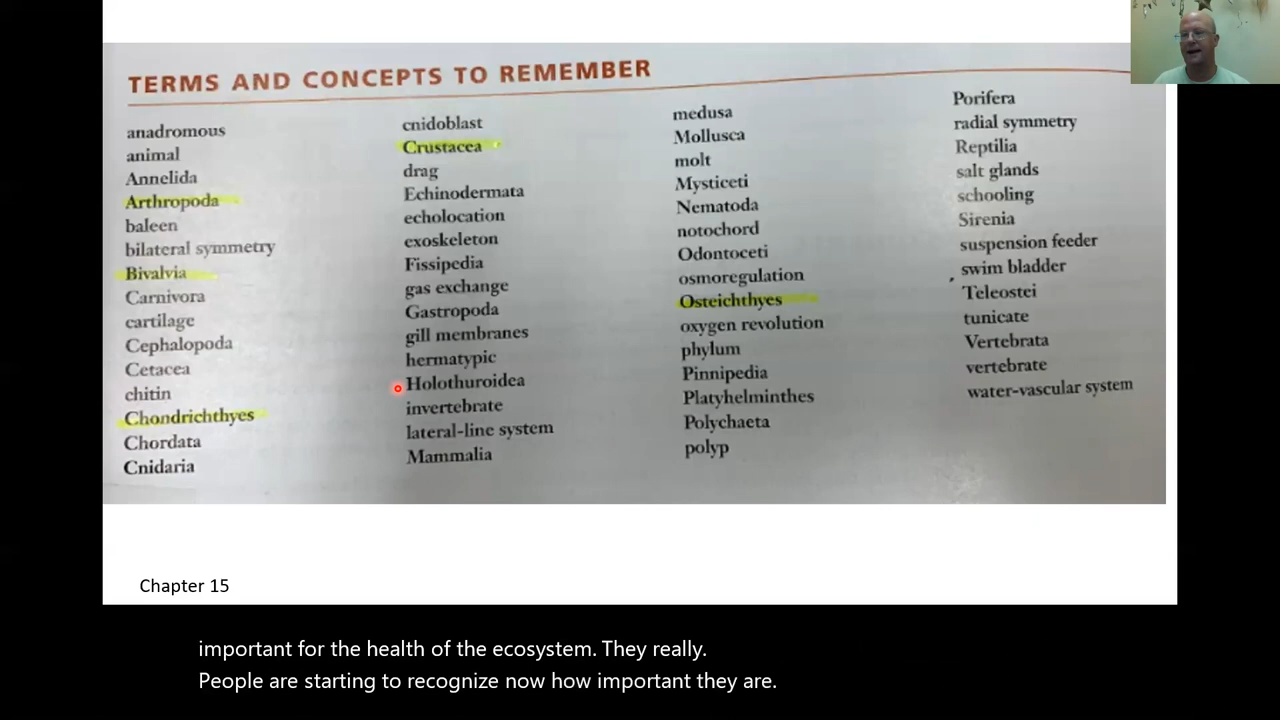 TERMS AND CONCEPTS TO REMEMBER
anadromous
animal
Annelida
Arthropoda
baleen
bilateral symmetry
Bivalvia
Carnivora
cartilage
Cephalopoda
Cetacea
chitin
Chondrichthyes
Chordata
Cnidaria
cnidoblast
Crustacea
drag
Echinodermata
echolocation
exoskeleton
Fissipedia
gas exchange
Gastropoda
gill membranes
hermatypic
Holothuroidea
invertebrate
lateral-line system
Mammalia
medusa
Mollusca
molt
Mysticeti
Nematoda
notochord
Odontoceti
osmoregulation
Osteichthyes
oxygen revolution
phylum
Pinnipedia
Platyhelminthes
Polychaeta
polyp
Porifera
radial symmetry
Reptilia
salt glands
schooling
Sirenia
suspension feeder
swim bladder
Teleostei
tunicate
Vertebrata
vertebrate
water-vascular system
Chapter 15
important for the health of the ecosystem. They really.
People are starting to recognize now how important they are.